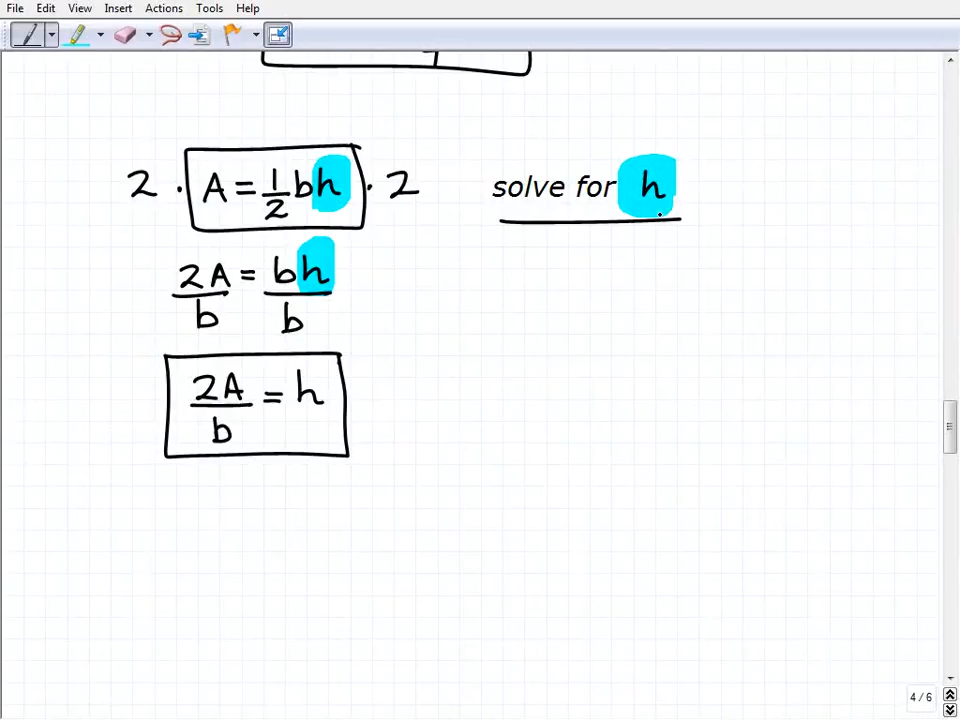 File Edit View Insert Actions Tools Help
2 · A = 1/2 bh · 2
solve for h
2A/b = bh/b
2A/b = h
4 / 6